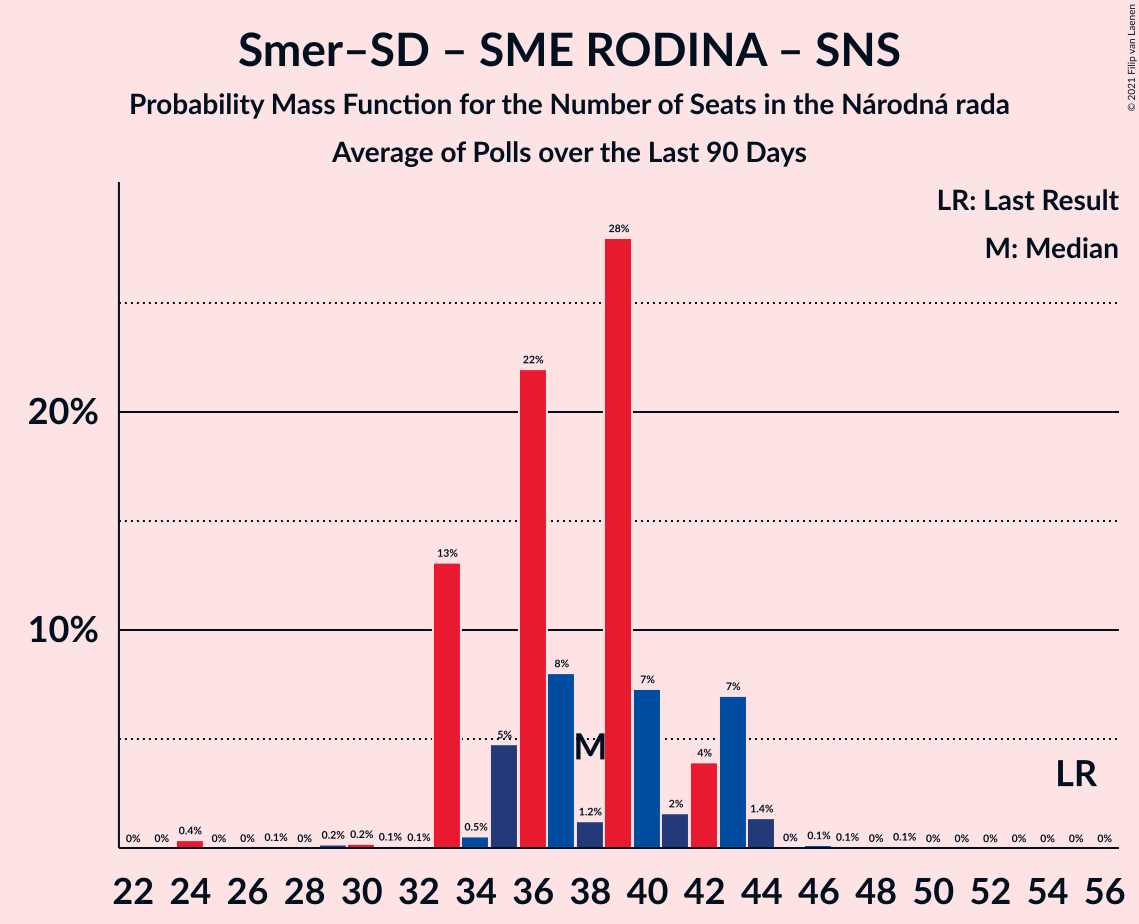 Smer–SD – SME RODINA – SNS
Probability Mass Function for the Number of Seats in the Národná rada
Average of Polls over the Last 90 Days
© 2021 Filip van Laenen
LR: Last Result
M: Median
28%
22%
20%
13%
10%
8%
7%
7%
5%
M
4%
LR
2%
1.4%
1.2%
0.5%
0% 0% 0.4% 0% 0% 0.1% 0% 0.2% 0.2% 0.1% 0.1% 0% 0.1% 0.1% 0% 0.1% 0% 0% 0% 0% 0% 0% 0%
22 24 26 28 30 32 34 36 38 40 42 44 46 48 50 52 54 56